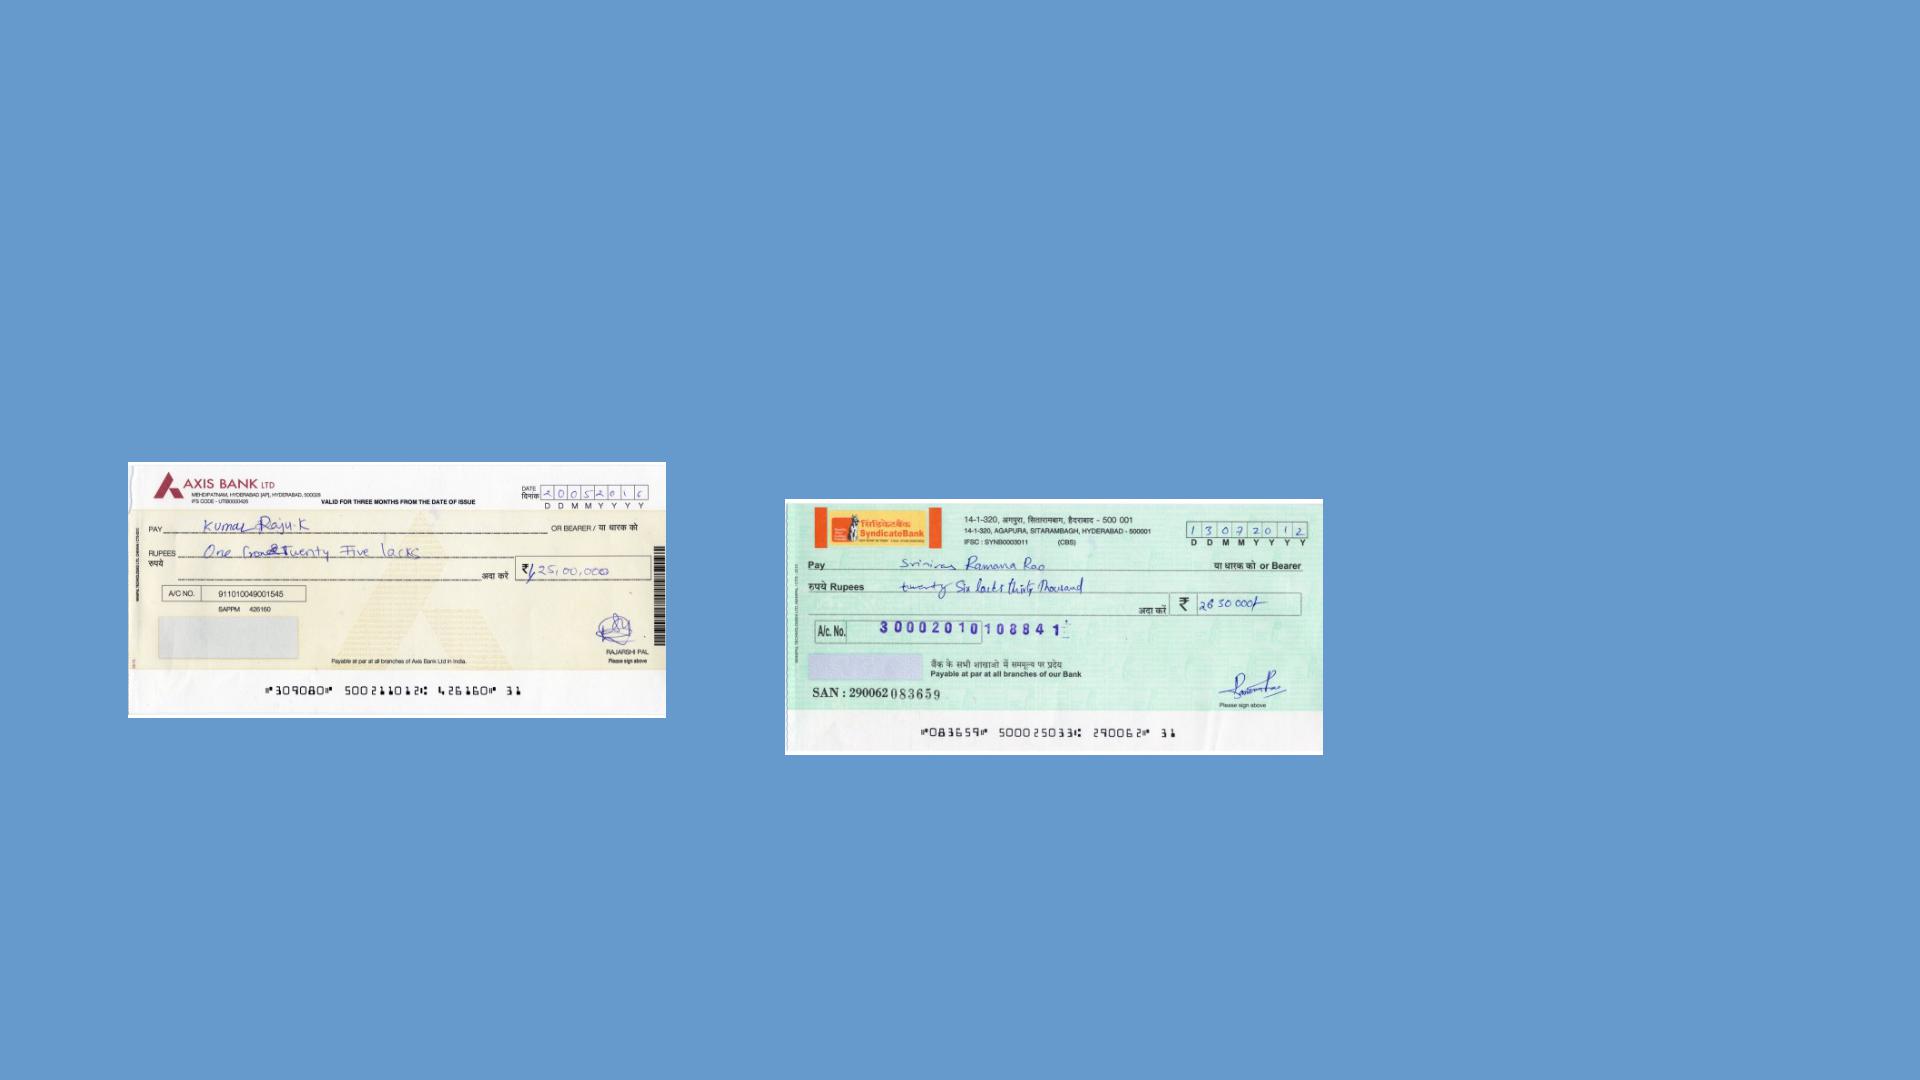 AXIS BANK LTD
MEHDIPATNAM, HYDERABAD [AP], HYDERABAD, 500028
IFS CODE - UTIB0000426
VALID FOR THREE MONTHS FROM THE DATE OF ISSUE
DATE
दिनांक 2 0 0 5 2 0 1 6
D D M M Y Y Y Y
PAY Kumar Raju.K OR BEARER / या धारक को
RUPEES One Crore & Twenty Five lacks
रुपये
अदा करें ₹ 1,25,00,000
A/C NO. 911010049001545
SAPPM 426160
RAJARSHI PAL
Payable at par at all branches of Axis Bank Ltd in India.
Please sign above
"309080" 500211012: 426160" 31
सिंडिकेटबैंक
SyndicateBank
14-1-320, अगपुरा, सितारामबाग, हैदराबाद - 500 001
14-1-320, AGAPURA, SITARAMBAGH, HYDERABAD - 500001
IFSC : SYNB0003011 (CBS)
1 3 0 7 2 0 1 2
D D M M Y Y Y Y
Pay Srinivas Ramana Rao या धारक को or Bearer
रुपये Rupees twenty Six lacks thirty Thousand
अदा करें ₹ 26 30 000/-
A/c. No. 30002010108841
बैंक के सभी शाखाओं में सममूल्य पर प्रदेय
Payable at par at all branches of our Bank
SAN : 290062 083659
Please sign above
"083659" 500025033: 290062" 31